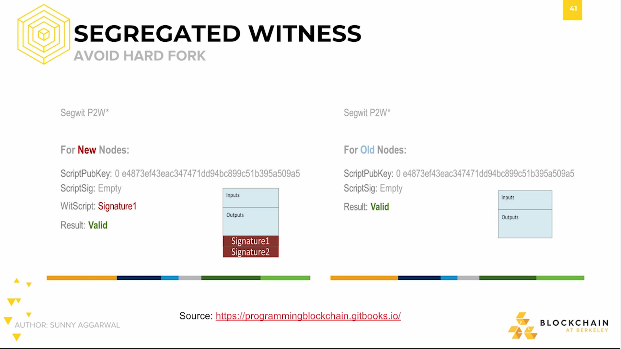 41
SEGREGATED WITNESS
AVOID HARD FORK
Segwit P2W*
For New Nodes:
ScriptPubKey: 0 e4873ef43eac347471dd94bc899c51b395a509a5
ScriptSig: Empty
WitScript: Signature1
Result: Valid
Inputs
Outputs
Signature1
Signature2
Segwit P2W*
For Old Nodes:
ScriptPubKey: 0 e4873ef43eac347471dd94bc899c51b395a509a5
ScriptSig: Empty
Result: Valid
Inputs
Outputs
Source: https://programmingblockchain.gitbooks.io/
AUTHOR: SUNNY AGGARWAL
BLOCKCHAIN
AT BERKELEY